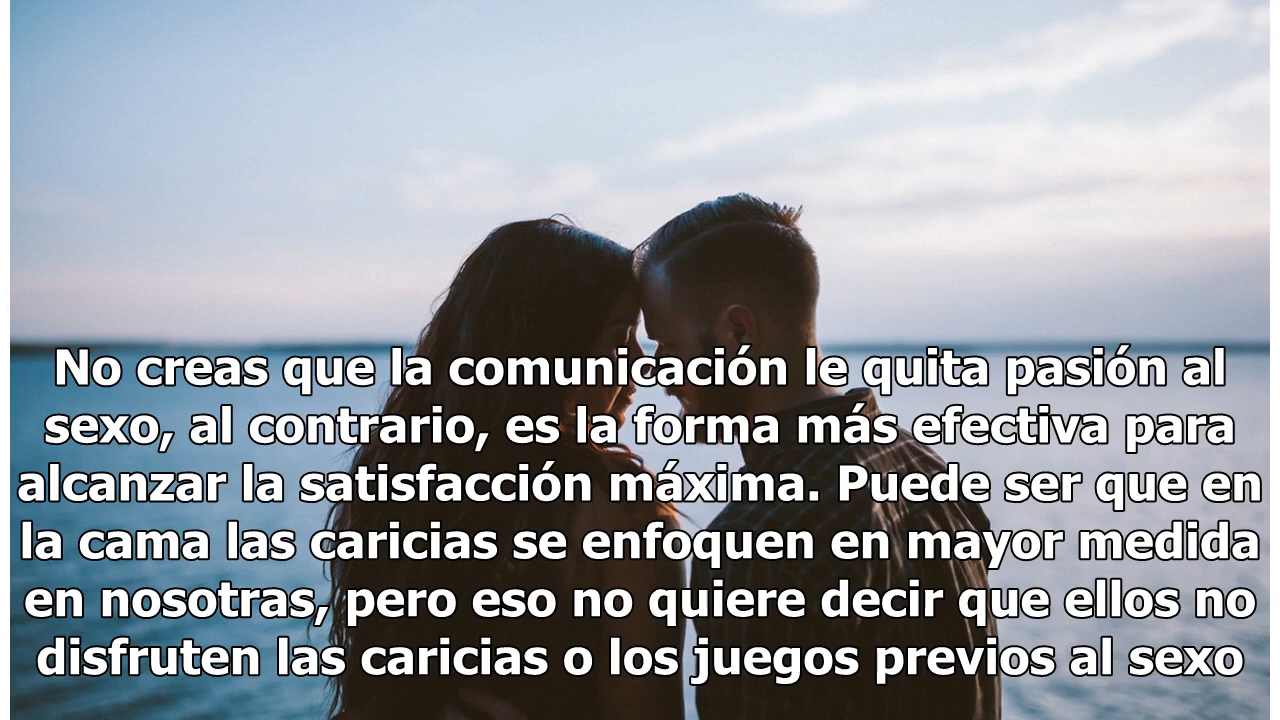 No creas que la comunicación le quita pasión al
sexo, al contrario, es la forma más efectiva para
alcanzar la satisfacción máxima. Puede ser que en
la cama las caricias se enfoquen en mayor medida
en nosotras, pero eso no quiere decir que ellos no
disfruten las caricias o los juegos previos al sexo